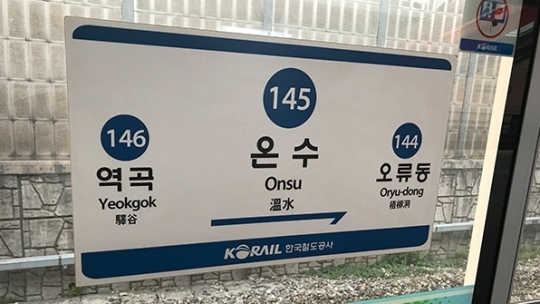 KORAIL
145
146
144
온수
역곡
오류동
Onsu
Yeokgok
Oryu-dong
溫水
驛谷
梧柳洞
KORAIL 한국철도공사